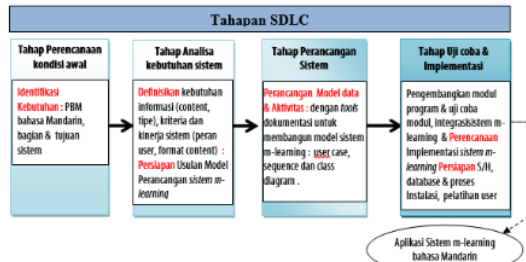 Tahapan SDLC
Tahap Perencanaan
kondisi awal
Identifikasi
Kebutuhan : PBM
bahasa Mandarin,
bagian & tujuan
sistem
Tahap Analisa
kebutuhan sistem
Definisikan kebutuhan
informasi (content,
tipe), kriteria dan
kinerja sistem (peran
user, format content) :
Persiapan Usulan Model
Perancangan sistem m-
learning
Tahap Perancangan
Sistem
Perancangan Model data
& Aktivitas : dengan tools
dokumentasi untuk
membangun model sistem
m-learning : user case,
sequence dan class
diagram .
Tahap Uji coba &
Implementasi
Pengembangan modul
program & uji coba
modul, integrasisistem m-
learning & Perencanaan
Implementasi sistem m-
learning Persiapan S/H,
database & proses
Instalasi, pelatihan user
Aplikasi Sistem m-learning
bahasa Mandarin